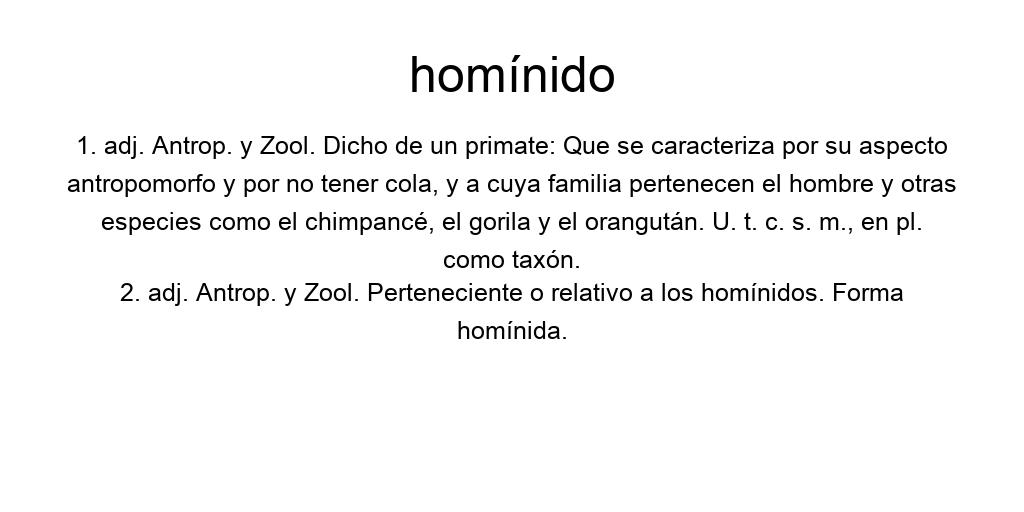 homínido
1. adj. Antrop. y Zool. Dicho de un primate: Que se caracteriza por su aspecto
antropomorfo y por no tener cola, y a cuya familia pertenecen el hombre y otras
especies como el chimpancé, el gorila y el orangután. U. t. c. s. m., en pl.
como taxón.
2. adj. Antrop. y Zool. Perteneciente o relativo a los homínidos. Forma
homínida.